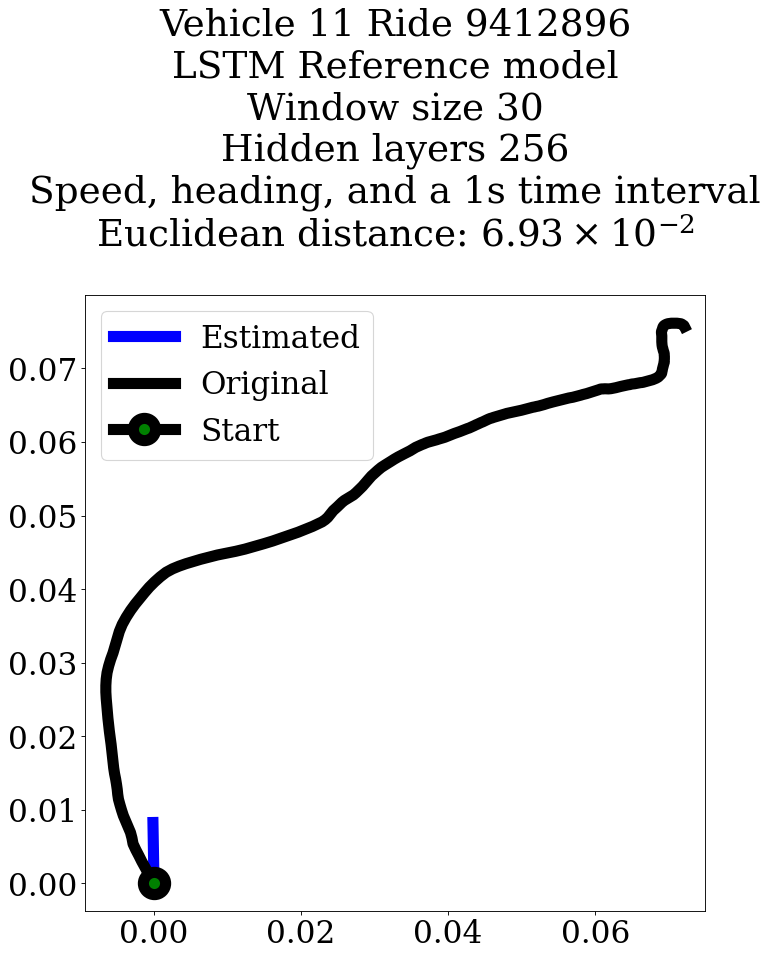 Vehicle 11 Ride 9412896
LSTM Reference model
Window size 30
Hidden layers 256
Speed, heading, and a 1s time interval
Euclidean distance: 6.93 × 10⁻²
Estimated
Original
Start
0.07
0.06
0.05
0.04
0.03
0.02
0.01
0.00
0.00 0.02 0.04 0.06